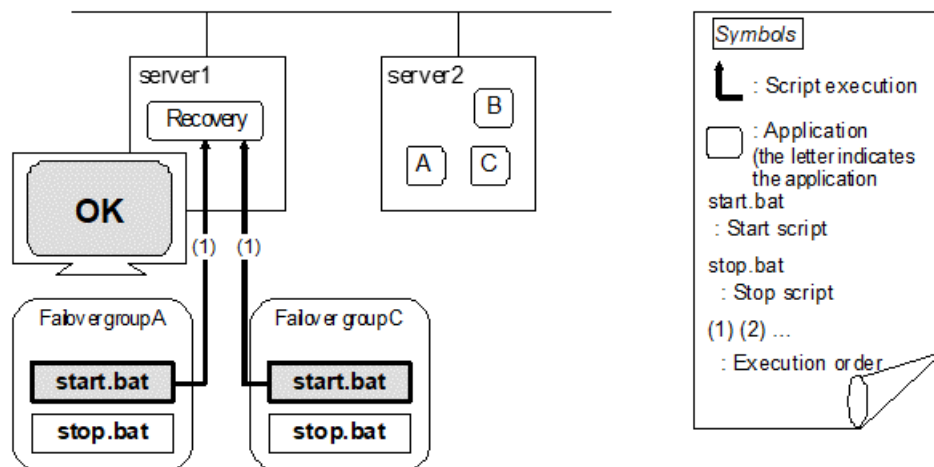 server1
Recovery
OK
server2
B
A
C
(1)
(1)
Failover group A
start.bat
stop.bat
Failover group C
start.bat
stop.bat
Symbols
: Script execution
: Application
(the letter indicates
the application
start.bat
: Start script
stop.bat
: Stop script
(1) (2) ...
: Execution order